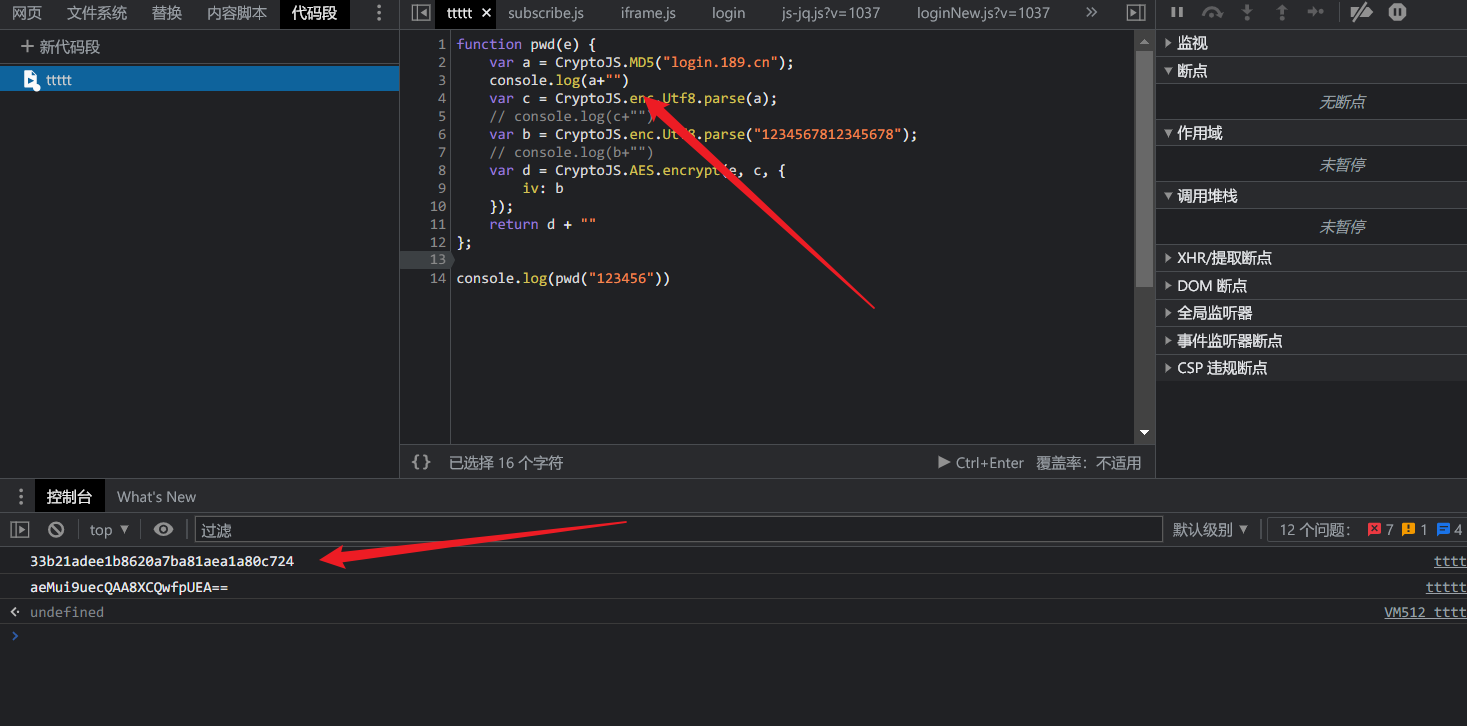 网页 文件系统 替换 内容脚本 代码段
ttttt subscribe.js iframe.js login js-jq.js?v=1037 loginNew.js?v=1037
新代码段
ttttt
1 function pwd(e) {
2 var a = CryptoJS.MD5("login.189.cn");
3 console.log(a+"")
4 var c = CryptoJS.enc.Utf8.parse(a);
5 // console.log(c+"")
6 var b = CryptoJS.enc.Utf8.parse("1234567812345678");
7 // console.log(b+"")
8 var d = CryptoJS.AES.encrypt(e, c, {
9 iv: b
10 });
11 return d + ""
12 };
13
14 console.log(pwd("123456"))
{} 已选择 16 个字符 Ctrl+Enter 覆盖率: 不适用
监视
断点
无断点
作用域
未暂停
调用堆栈
未暂停
XHR/提取断点
DOM 断点
全局监听器
事件监听器断点
CSP 违规断点
控制台 What's New
top 过滤 默认级别 12 个问题: 7 1 4
33b21adee1b8620a7ba81aea1a80c724 tttt
aeMui9uecQAA8XCQwfpUEA== ttttt
undefined VM512 tttt